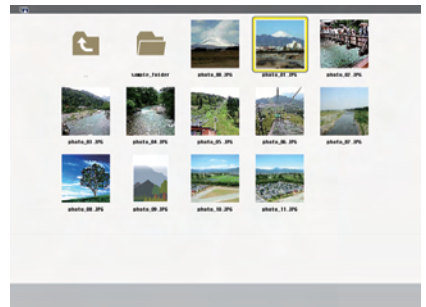 ..
sample_folder
photo_00.JPG
photo_01.JPG
photo_02.JPG
photo_03.JPG
photo_04.JPG
photo_05.JPG
photo_06.JPG
photo_07.JPG
photo_08.JPG
photo_09.JPG
photo_10.JPG
photo_11.JPG